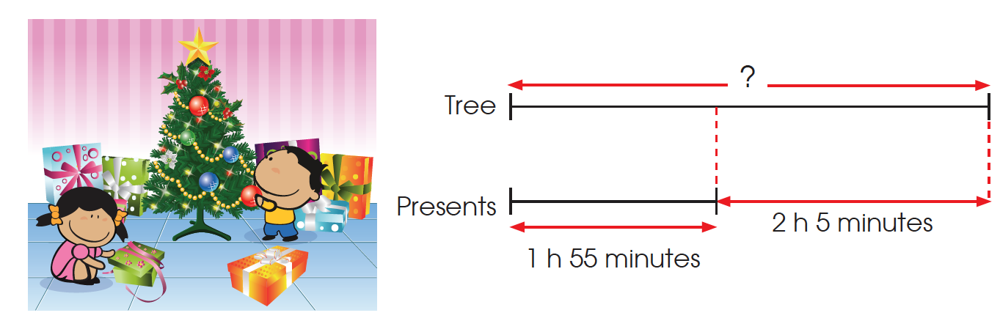 ?
Tree
Presents
2 h 5 minutes
1 h 55 minutes